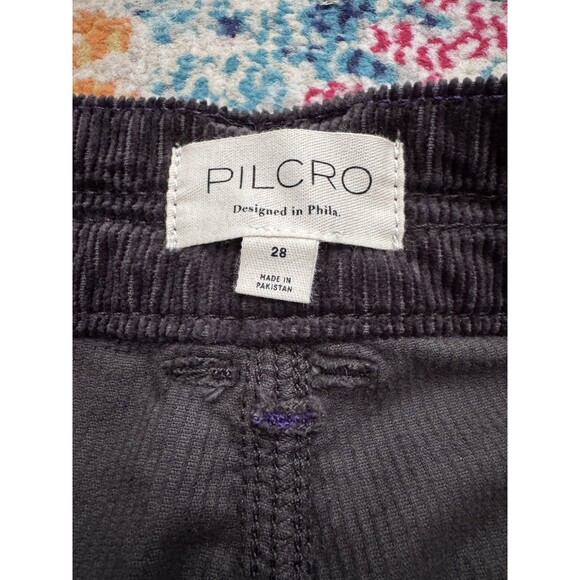 PILCRO
Designed in Phila.
28
MADE IN
PAKISTAN